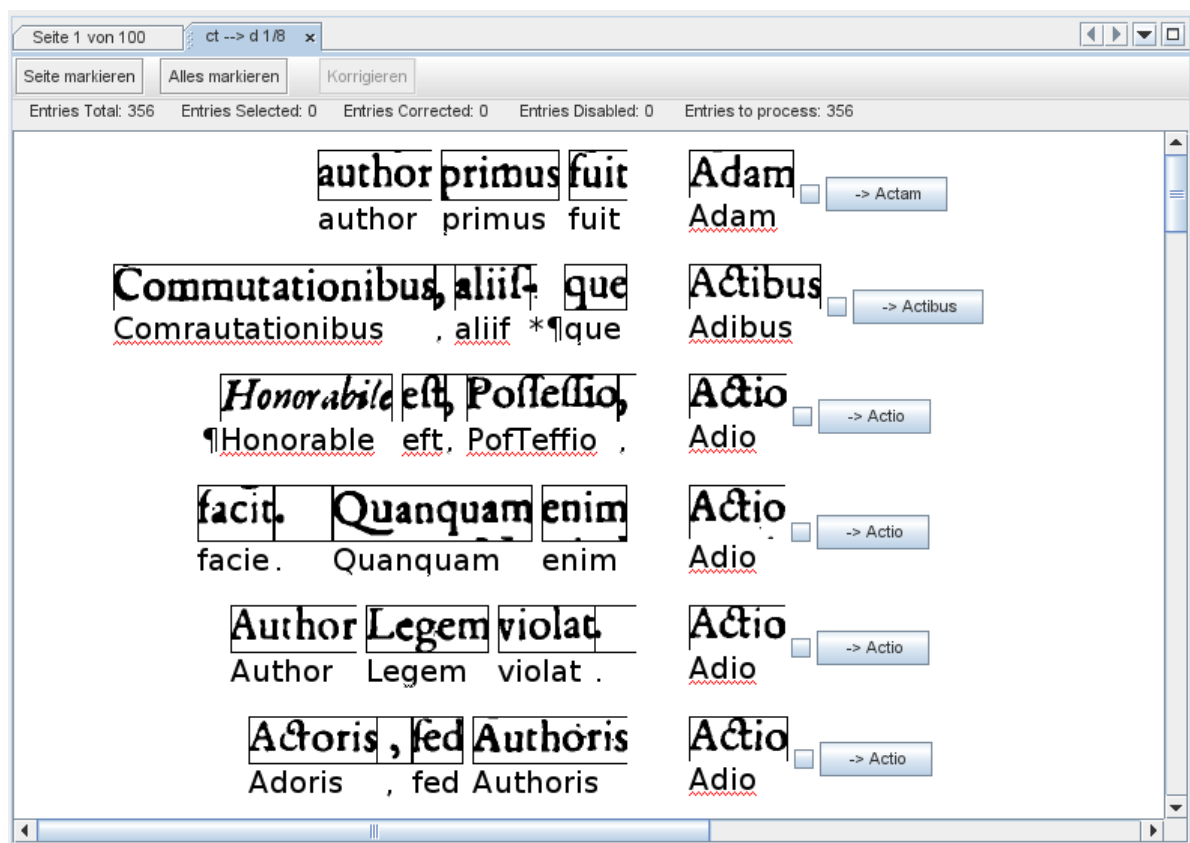 Seite 1 von 100 ct --> d 1/8 x
Seite markieren Alles markieren Korrigieren
Entries Total: 356 Entries Selected: 0 Entries Corrected: 0 Entries Disabled: 0 Entries to process: 356
author primus fuit Adam
-> Actam
author primus fuit Adam
Commutationibus, aliiſ- que Actibus
-> Actibus
Comrautationibus , aliif *¶que Adibus
Honorabile eſt, Poſſeſſio, Actio
-> Actio
¶Honorable eft, PofTeffio , Adio
facit. Quanquam enim Actio
-> Actio
facie. Quanquam enim Adio
Author Legem violat. Actio
-> Actio
Author Legem violat . Adio
Actoris , ſed Authoris Actio
-> Actio
Adoris , fed Authoris Adio